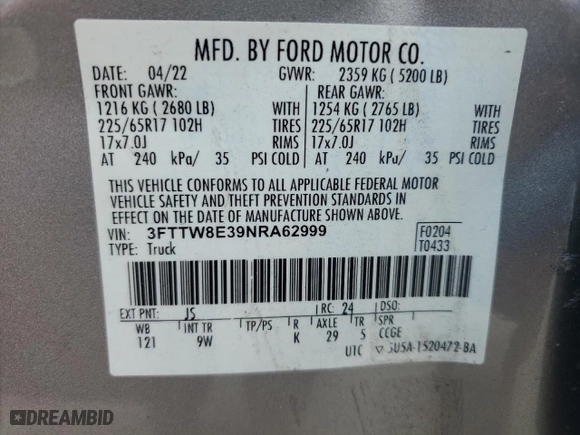 MFD. BY FORD MOTOR CO.
DATE: 04/22 GVWR: 2359 KG ( 5200 LB)
FRONT GAWR: REAR GAWR:
1216 KG ( 2680 LB) WITH 1254 KG ( 2765 LB) WITH
225/65R17 102H TIRES 225/65R17 102H TIRES
17x7.0J RIMS 17x7.0J RIMS
AT 240 kPa/ 35 PSI COLD AT 240 kPa/ 35 PSI COLD
THIS VEHICLE CONFORMS TO ALL APPLICABLE FEDERAL MOTOR
VEHICLE SAFETY AND THEFT PREVENTION STANDARDS IN
EFFECT ON THE DATE OF MANUFACTURE SHOWN ABOVE.
VIN: 3FTTW8E39NRA62999 F0204
TYPE: Truck T0433
EXT PNT: JS RC: 24 DSO:
WB INT TR TP/PS R AXLE TR SPR
121 9W K 29 5 CCGE
UTC 5U5A-1520472-BA
DREAMBID